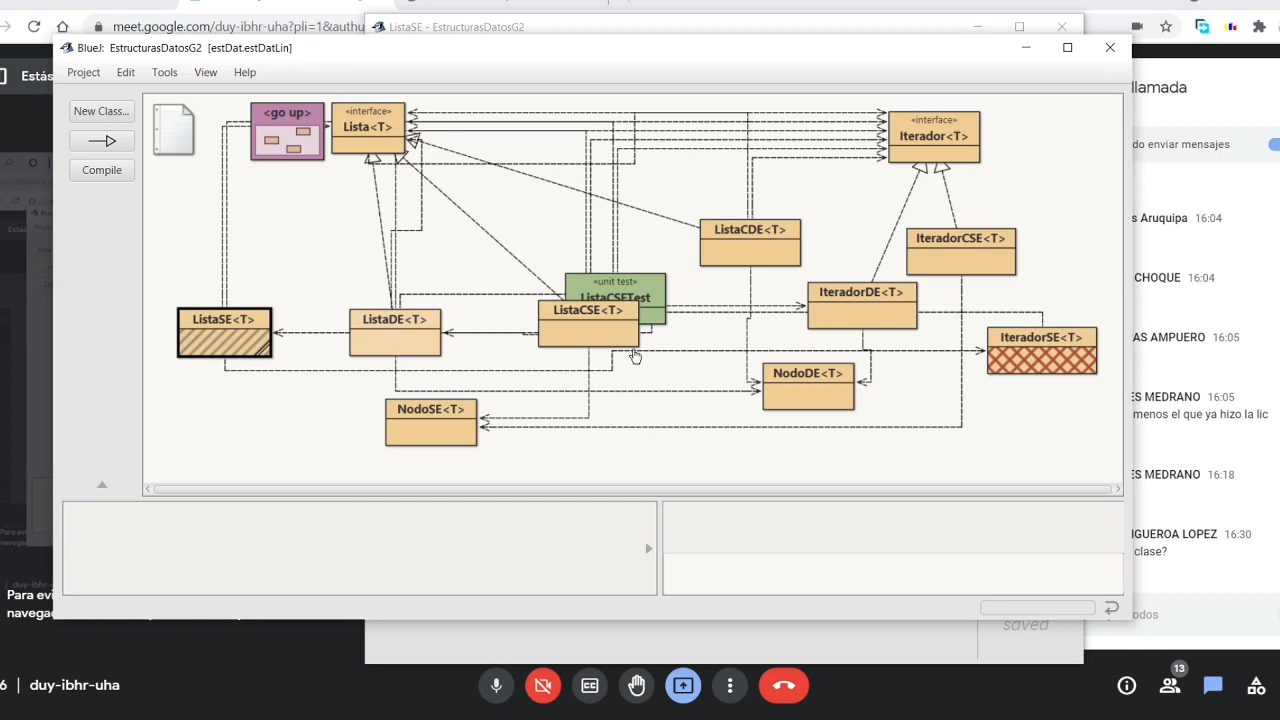 meet.google.com/duy-ibhr-uha?pli=1&authu
ListaSE - EstructurasDatosG2
BlueJ: EstructurasDatosG2 [estDat.estDatLin]
Estás
llamada
Project Edit Tools View Help
New Class...
Compile
<go up>
«interface»
Lista<T>
«interface»
Iterador<T>
do enviar mensajes
s Aruquipa 16:04
ListaCDE<T>
IteradorCSE<T>
CHOQUE 16:04
«unit test»
ListaCSETest
ListaCSE<T>
IteradorDE<T>
ListaSE<T>
ListaDE<T>
IteradorSE<T>
AS AMPUERO 16:05
NodoDE<T>
NodoSE<T>
ES MEDRANO 16:05
menos el que ya hizo la lic
ES MEDRANO 16:18
IGUEROA LOPEZ 16:30
clase?
Para evi
navega
saved
odos
6 | duy-ibhr-uha
13